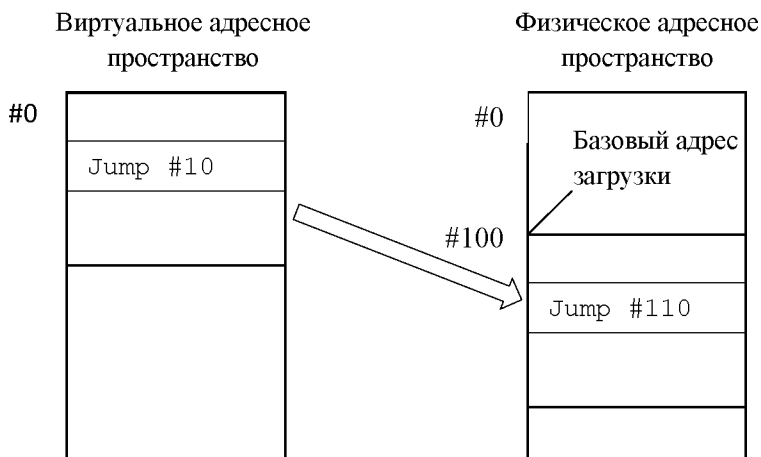 Виртуальное адресное
пространство
#0
Jump #10
Физическое адресное
пространство
#0
Базовый адрес
загрузки
#100
Jump #110